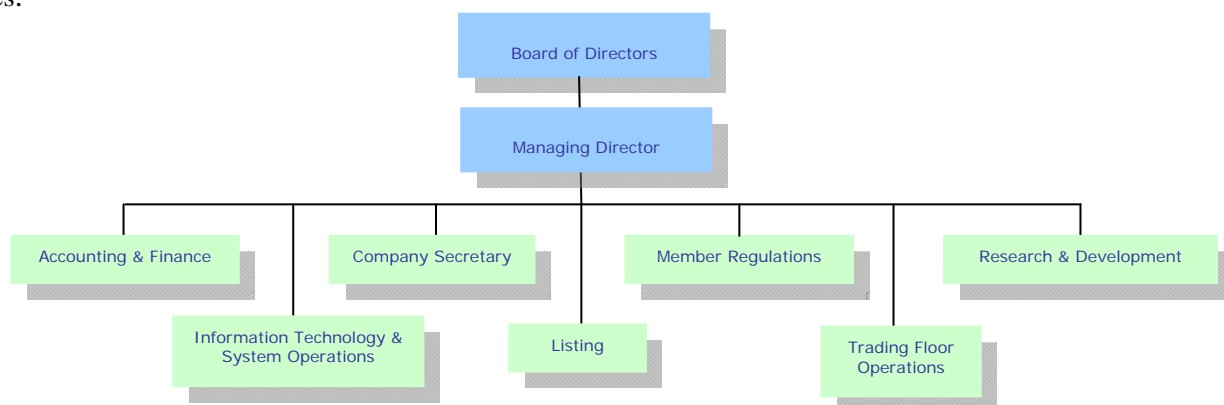 es.
Board of Directors
Managing Director
Accounting & Finance
Company Secretary
Member Regulations
Research & Development
Information Technology &
System Operations
Listing
Trading Floor
Operations